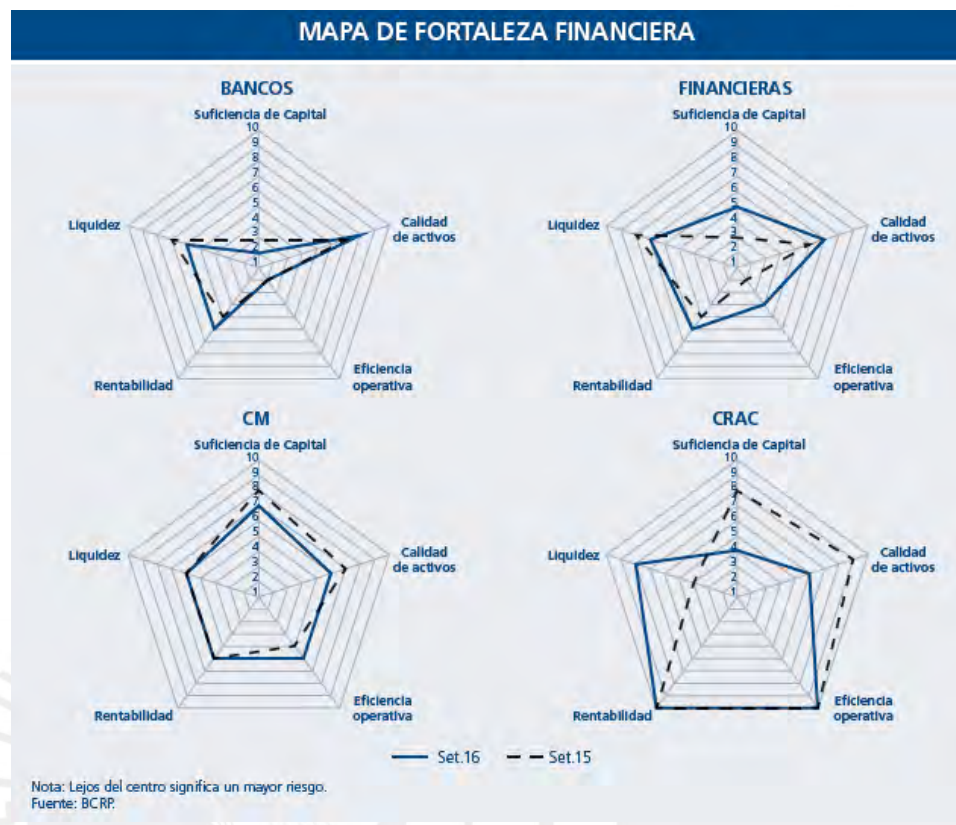 MAPA DE FORTALEZA FINANCIERA
BANCOS
Suficiencia de Capital
10
9
8
7
6
5
4
3
2
1
Liquidez
Calidad
de activos
Rentabilidad
Eficiencia
operativa
FINANCIERAS
Suficiencia de Capital
10
9
8
7
6
5
4
3
2
1
Liquidez
Calidad
de activos
Rentabilidad
Eficiencia
operativa
CM
Suficiencia de Capital
10
9
8
7
6
5
4
3
2
1
Liquidez
Calidad
de activos
Rentabilidad
Eficiencia
operativa
CRAC
Suficiencia de Capital
10
9
8
7
6
5
4
3
2
1
Liquidez
Calidad
de activos
Rentabilidad
Eficiencia
operativa
Set.16
Set.15
Nota: Lejos del centro significa un mayor riesgo.
Fuente: BCRP.